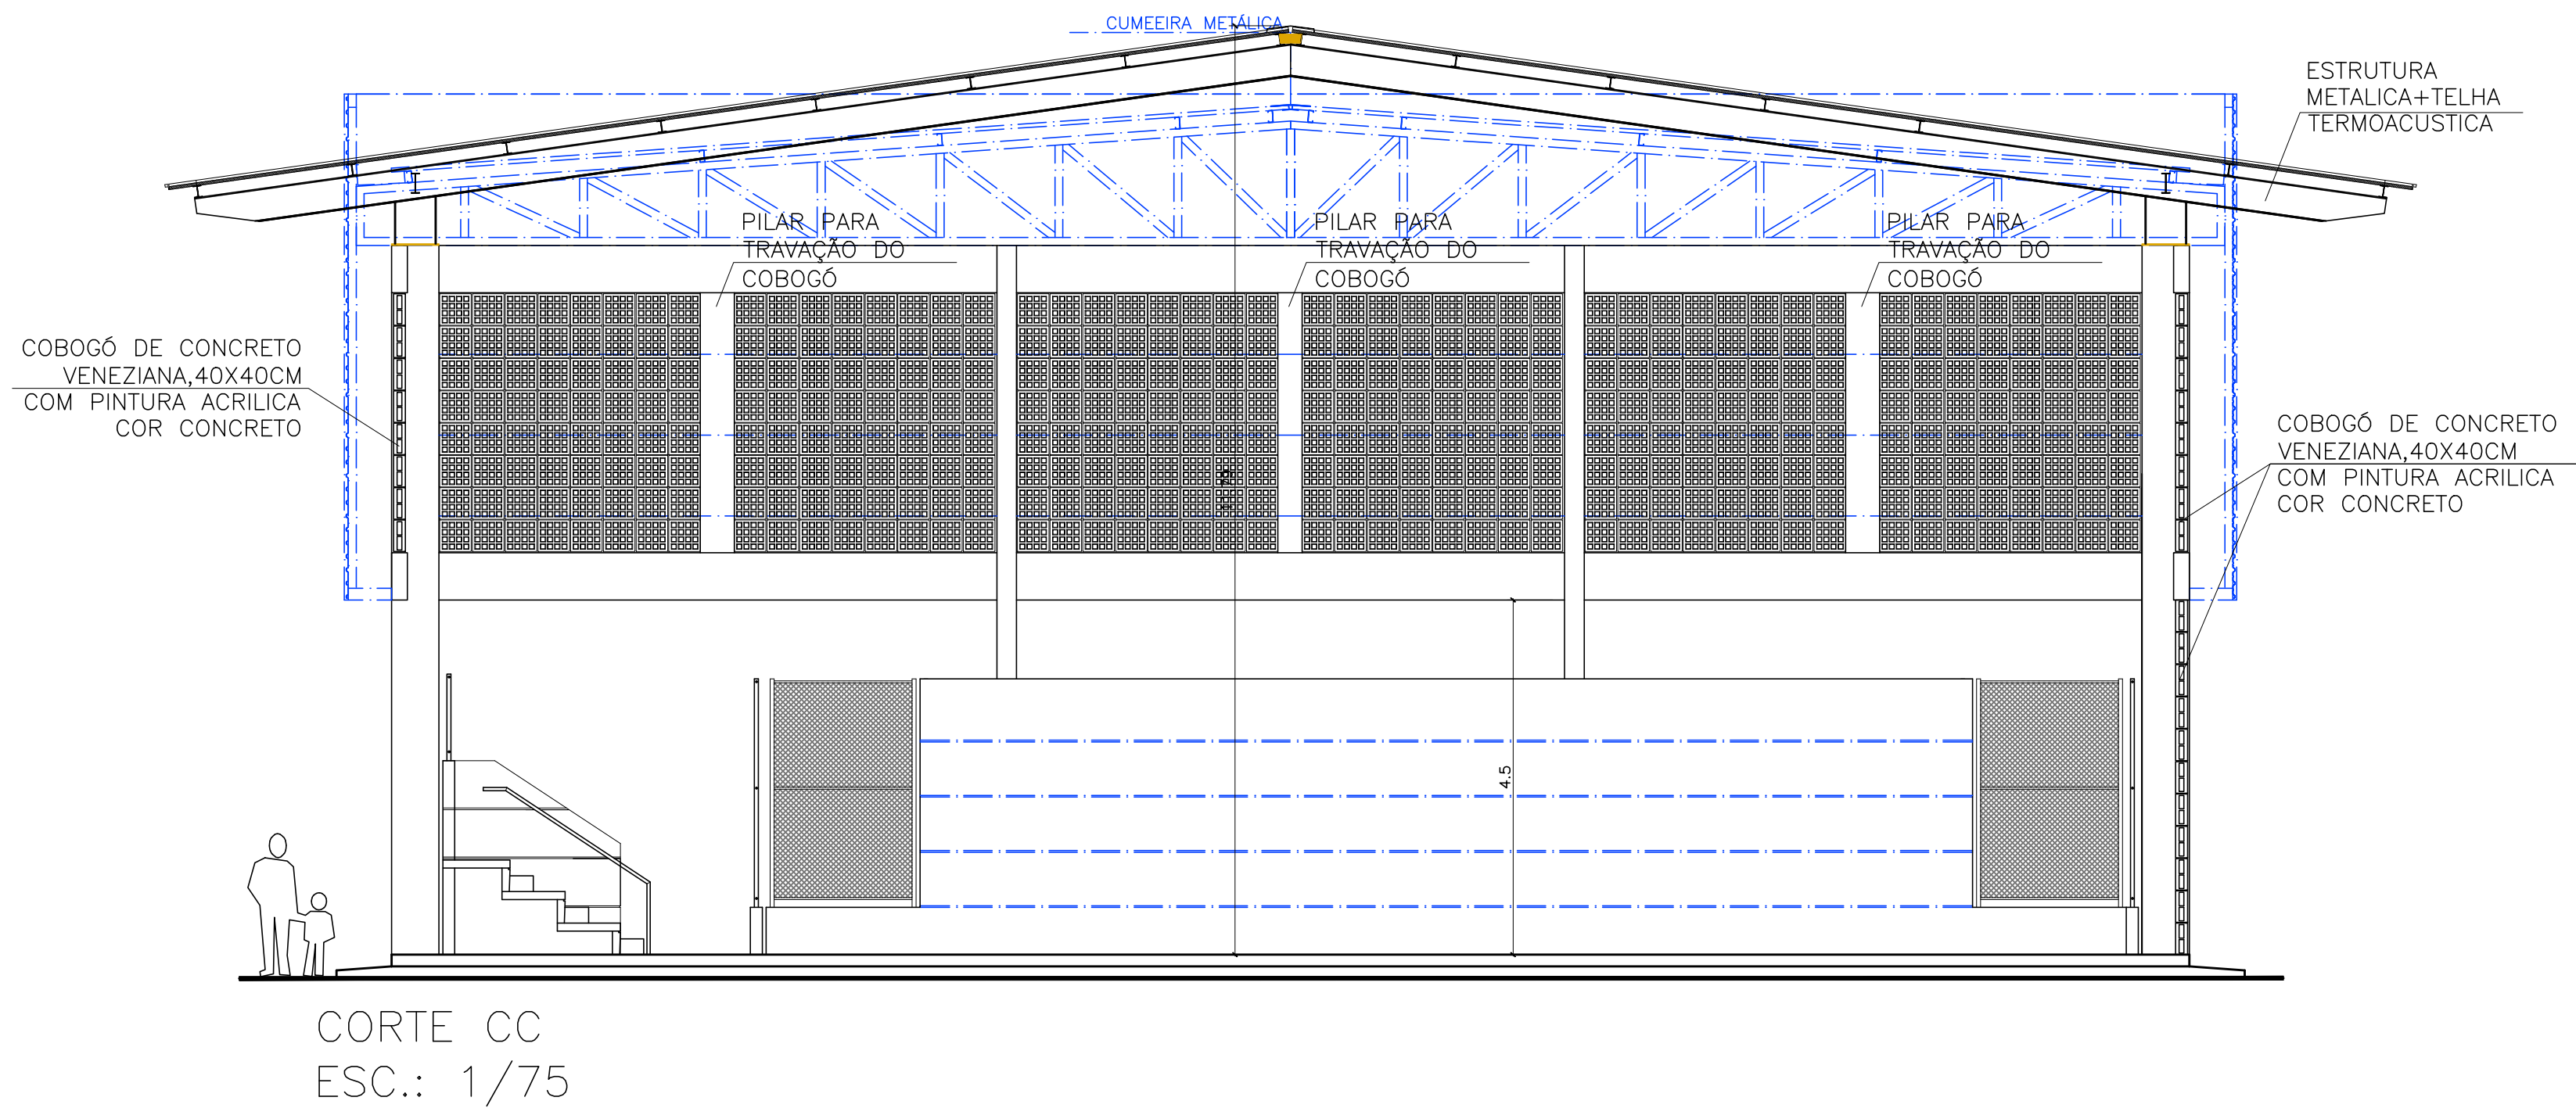 CUMEEIRA METÁLICA
ESTRUTURA
METALICA+TELHA
TERMOACUSTICA
PILAR PARA
TRAVAÇÃO DO
COBOGÓ
PILAR PARA
TRAVAÇÃO DO
COBOGÓ
PILAR PARA
TRAVAÇÃO DO
COBOGÓ
COBOGÓ DE CONCRETO
VENEZIANA,40X40CM
COM PINTURA ACRILICA
COR CONCRETO
COBOGÓ DE CONCRETO
VENEZIANA,40X40CM
COM PINTURA ACRILICA
COR CONCRETO
11.79
4.5
CORTE CC
ESC.: 1/75